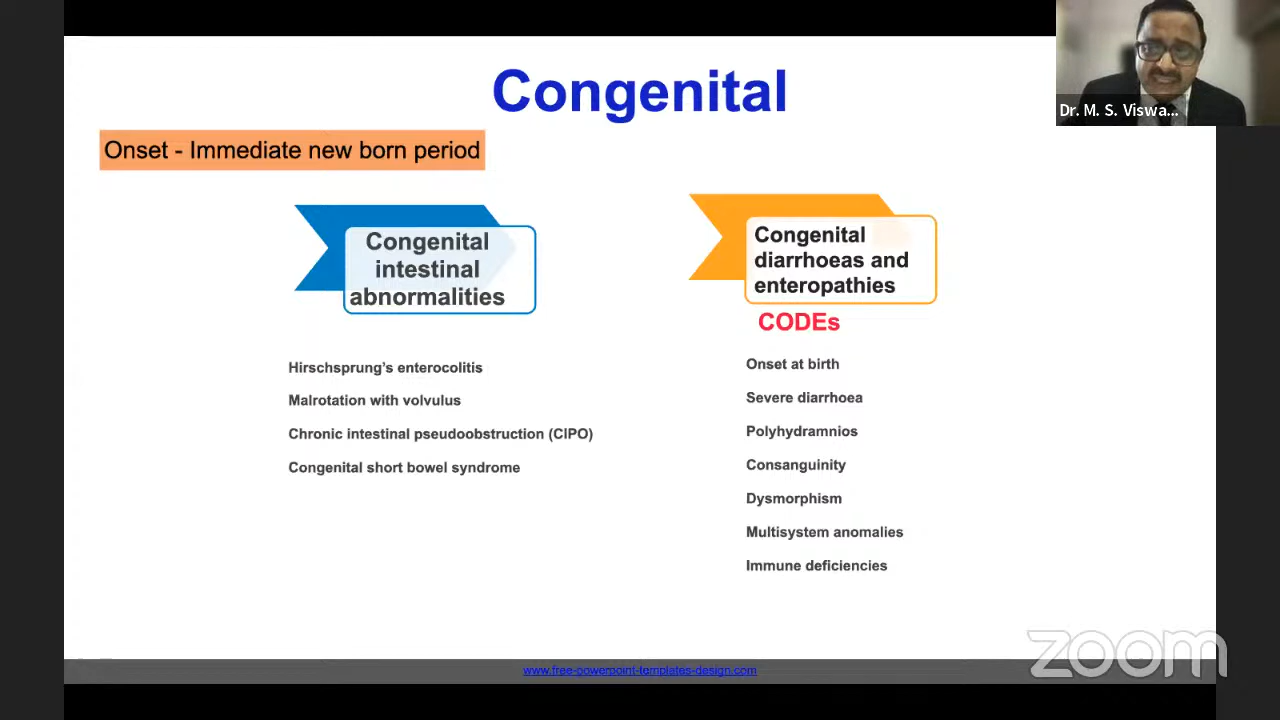 Congenital
Dr. M. S. Viswa...
Onset - Immediate new born period
Congenital
intestinal
abnormalities
Hirschsprung's enterocolitis
Malrotation with volvulus
Chronic intestinal pseudoobstruction (CIPO)
Congenital short bowel syndrome
Congenital
diarrhoeas and
enteropathies
CODEs
Onset at birth
Severe diarrhoea
Polyhydramnios
Consanguinity
Dysmorphism
Multisystem anomalies
Immune deficiencies
zoom
www.free-powerpoint-templates-design.com